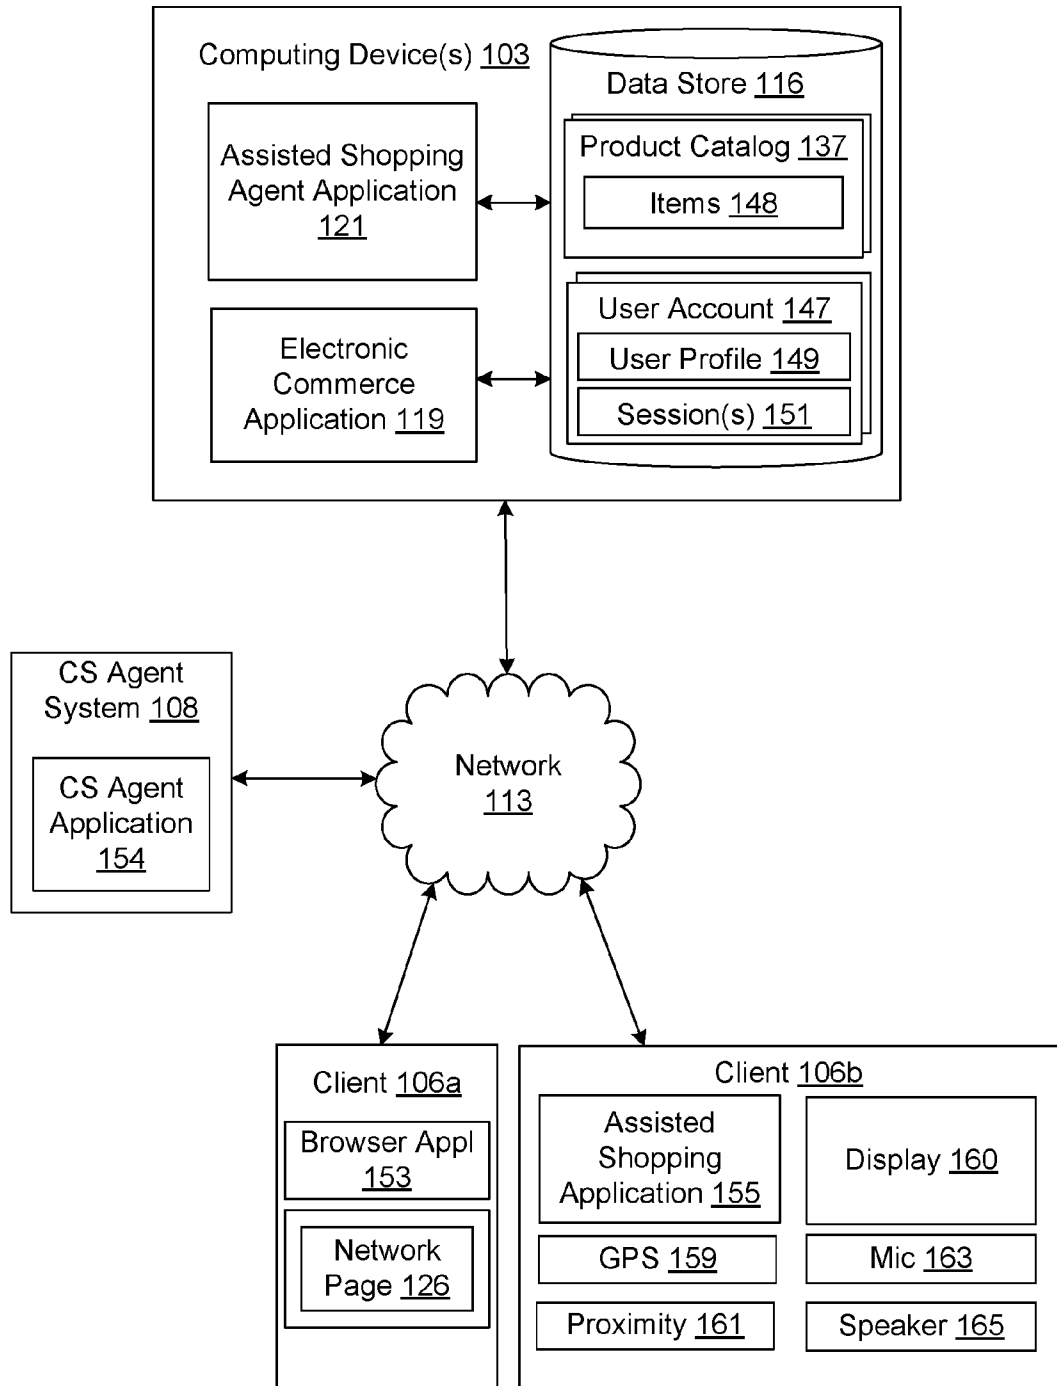 Computing Device(s) 103
Assisted Shopping
Agent Application
121
Electronic
Commerce
Application 119
Data Store 116
Product Catalog 137
Items 148
User Account 147
User Profile 149
Session(s) 151
CS Agent
System 108
CS Agent
Application
154
Network
113
Client 106a
Browser Appl
153
Network
Page 126
Client 106b
Assisted
Shopping
Application 155
Display 160
GPS 159
Mic 163
Proximity 161
Speaker 165